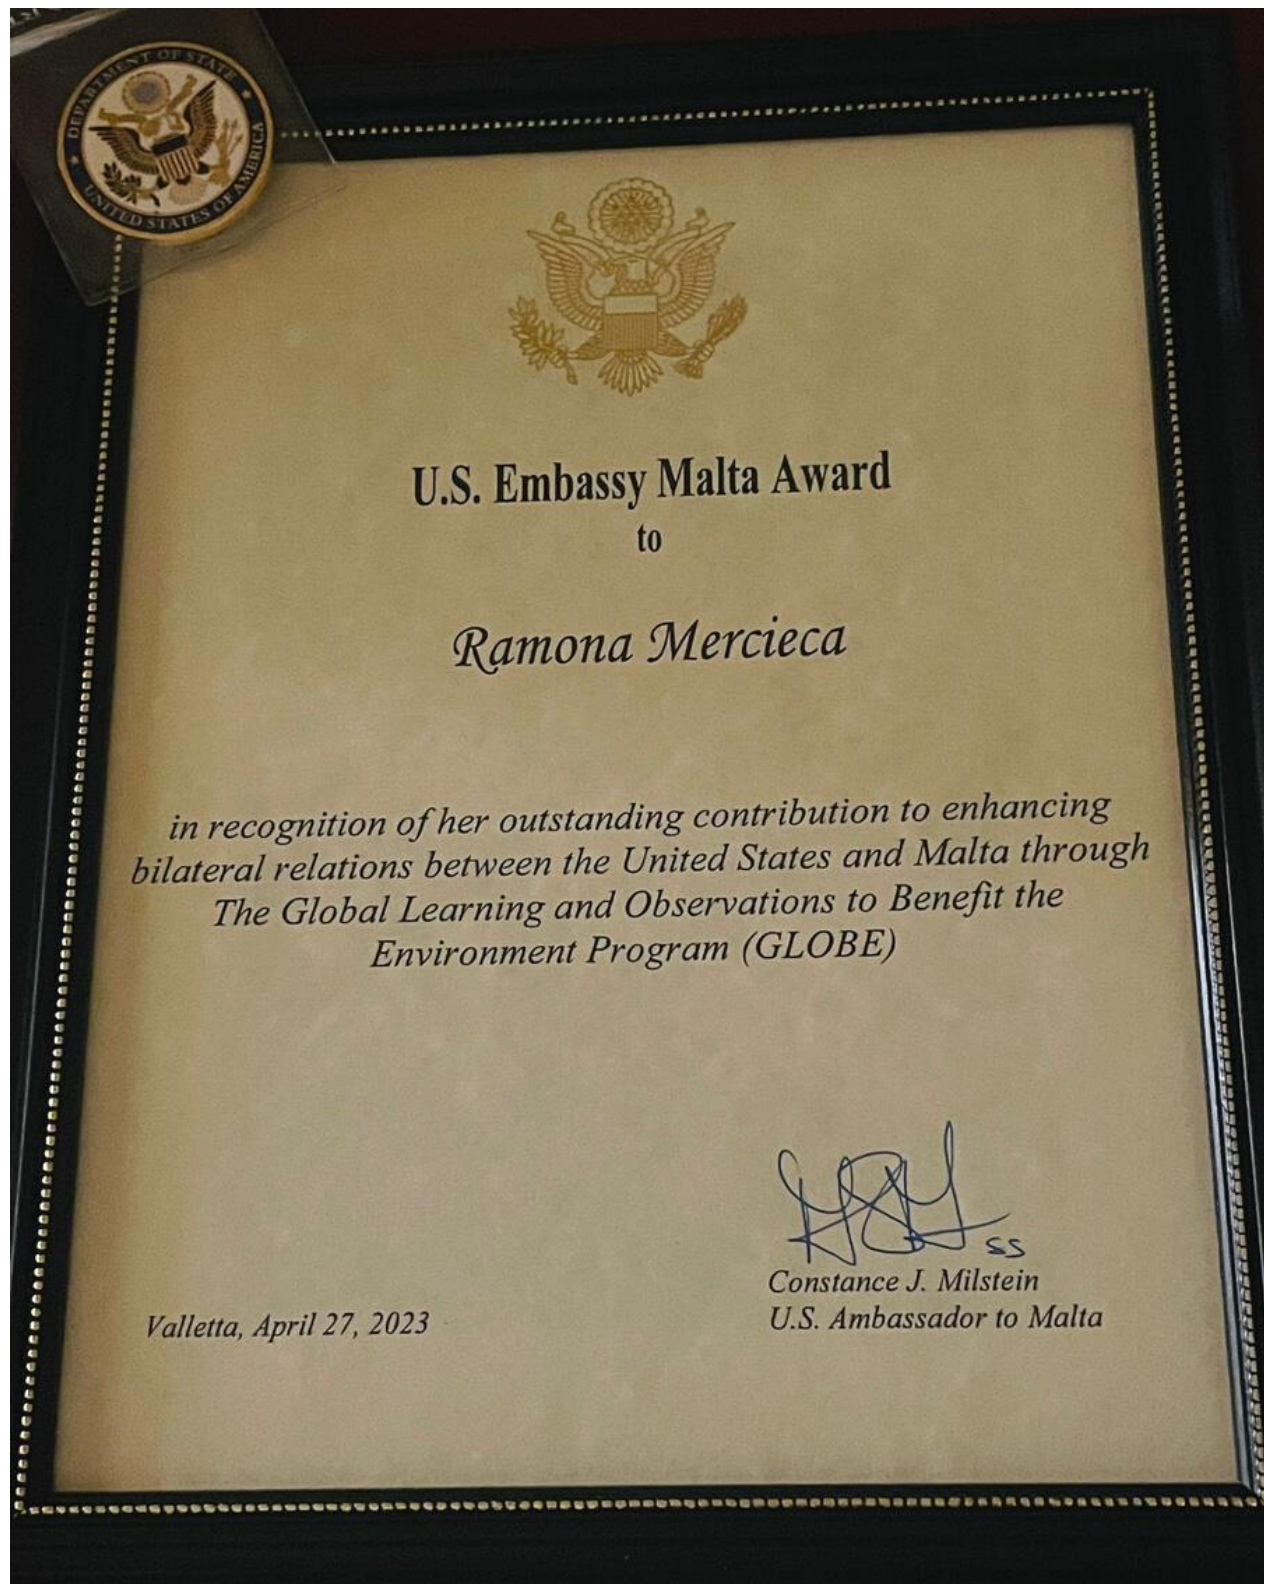 DEPARTMENT OF STATE
UNITED STATES OF AMERICA
U.S. Embassy Malta Award
to
Ramona Mercieca
in recognition of her outstanding contribution to enhancing
bilateral relations between the United States and Malta through
The Global Learning and Observations to Benefit the
Environment Program (GLOBE)
SS
Constance J. Milstein
U.S. Ambassador to Malta
Valletta, April 27, 2023